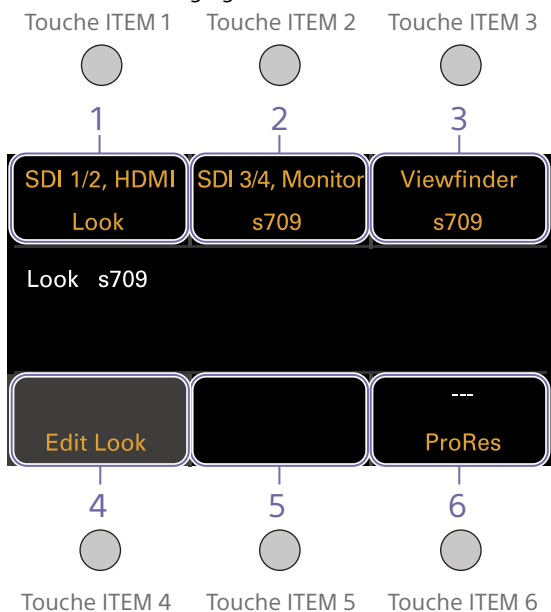 Touche ITEM 1 Touche ITEM 2 Touche ITEM 3
1 2 3
SDI 1/2, HDMI SDI 3/4, Monitor Viewfinder
Look s709 s709
Look s709
---
Edit Look ProRes
4 5 6
Touche ITEM 4 Touche ITEM 5 Touche ITEM 6